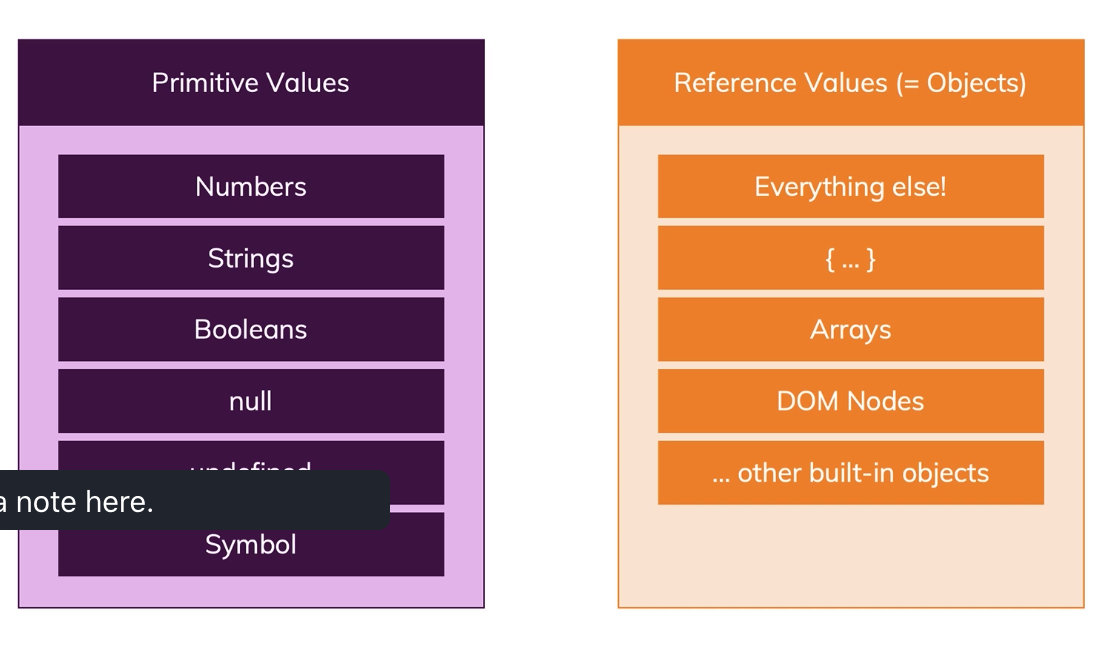 Primitive Values
Numbers
Strings
Booleans
null
undefined
a note here.
Symbol
Reference Values (= Objects)
Everything else!
{ ... }
Arrays
DOM Nodes
... other built-in objects